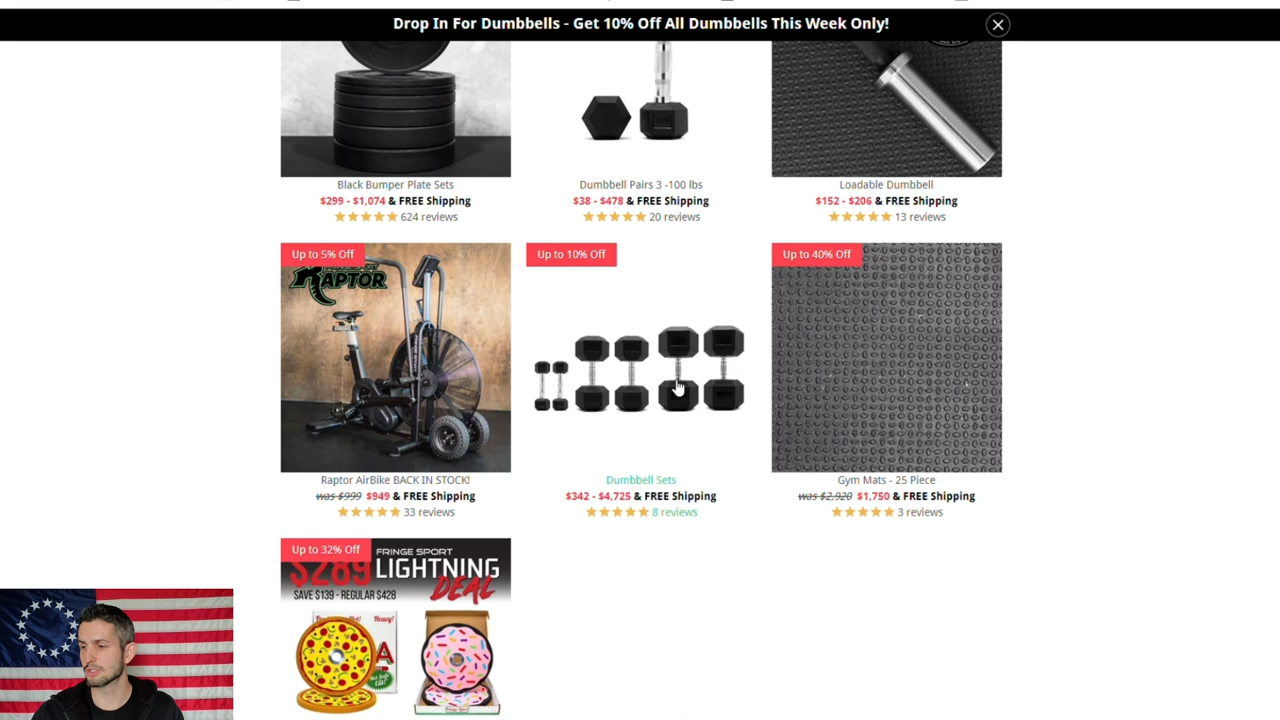 Drop In For Dumbbells - Get 10% Off All Dumbbells This Week Only!
Black Bumper Plate Sets
$299 - $1,074 & FREE Shipping
624 reviews
Dumbbell Pairs 3 -100 lbs
$38 - $478 & FREE Shipping
20 reviews
Loadable Dumbbell
$152 - $206 & FREE Shipping
13 reviews
Up to 5% Off
RAPTOR
Raptor AirBike BACK IN STOCK!
was $999 $949 & FREE Shipping
33 reviews
Up to 10% Off
Dumbbell Sets
$342 - $4,725 & FREE Shipping
8 reviews
Up to 40% Off
Gym Mats - 25 Piece
was $2,920 $1,750 & FREE Shipping
3 reviews
Up to 32% Off
FRINGE SPORT
$289 LIGHTNING
DEAL
SAVE $139 - REGULAR $428
Heavy!